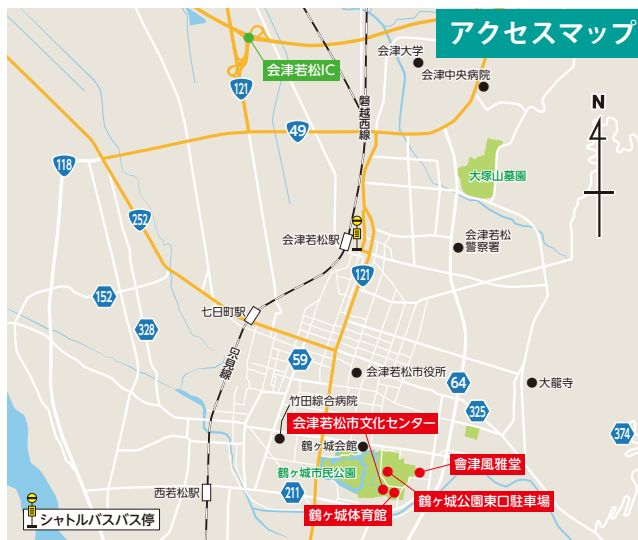 アクセスマップ
会津大学
会津中央病院
会津若松IC
121
磐越西線
49
N
118
大塚山墓園
252
会津若松駅
会津若松
警察署
121
152
七日町駅
328
只見線
59
会津若松市役所
64
大龍寺
竹田綜合病院
325
会津若松市文化センター
374
鶴ヶ城会館
會津風雅堂
鶴ヶ城市民公園
西若松駅
211
鶴ヶ城公園東口駐車場
鶴ヶ城体育館
シャトルバスバス停